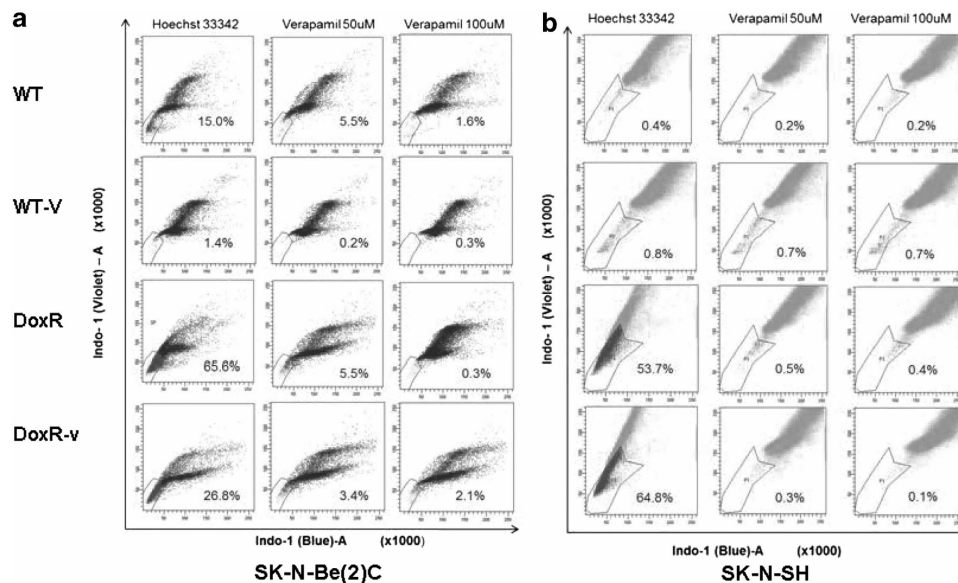 a
Hoechst 33342 Verapamil 50uM Verapamil 100uM
WT
15.0% 5.5% 1.6%
WT-V
1.4% 0.2% 0.3%
DoxR
65.6% 5.5% 0.3%
DoxR-v
26.8% 3.4% 2.1%
Indo-1 (Violet) – A (x1000)
Indo-1 (Blue)-A (x1000)
SK-N-Be(2)C
b
Hoechst 33342 Verapamil 50uM Verapamil 100uM
0.4% 0.2% 0.2%
0.8% 0.7% 0.7%
53.7% 0.5% 0.4%
64.8% 0.3% 0.1%
Indo- 1 (Violet) – A (x1000)
Indo-1 (Blue)-A (x1000)
SK-N-SH